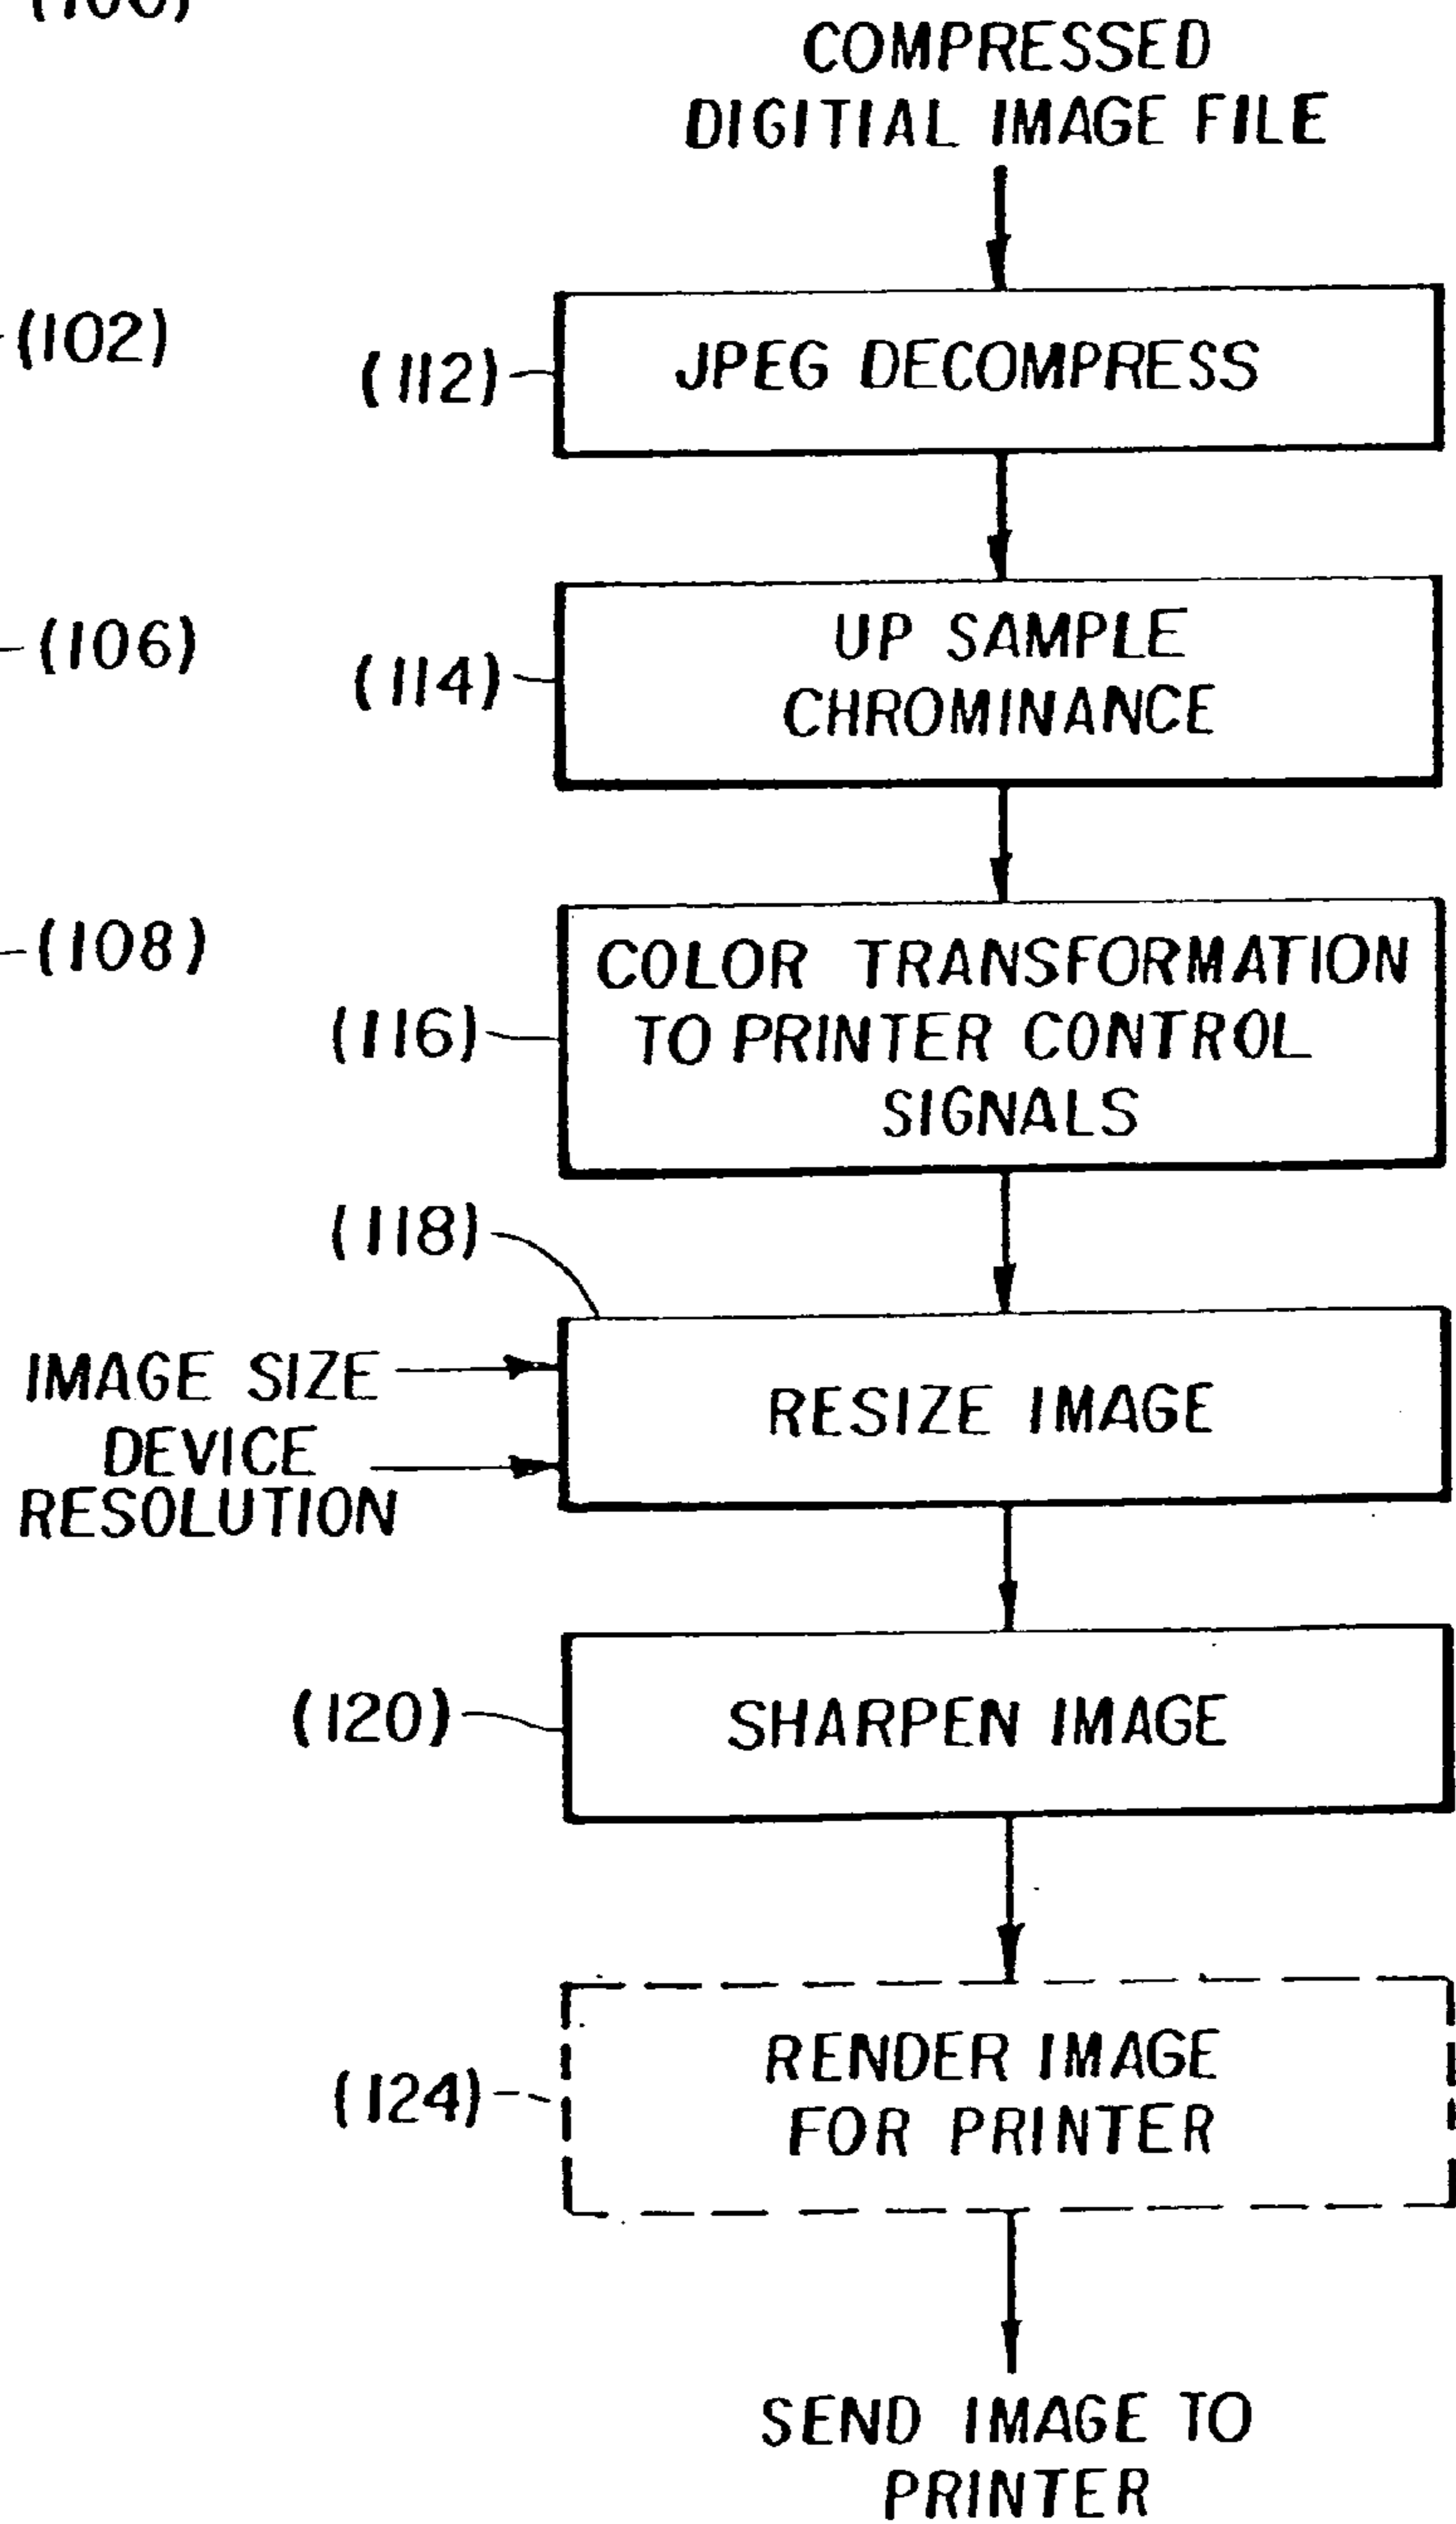 COMPRESSED
DIGITIAL IMAGE FILE
(102)
(112)
JPEG DECOMPRESS
(106)
(114)
UP SAMPLE
CHROMINANCE
(108)
(116)
COLOR TRANSFORMATION
TO PRINTER CONTROL
SIGNALS
(118)
IMAGE SIZE
DEVICE
RESOLUTION
RESIZE IMAGE
(120)
SHARPEN IMAGE
(124)
RENDER IMAGE
FOR PRINTER
SEND IMAGE TO
PRINTER